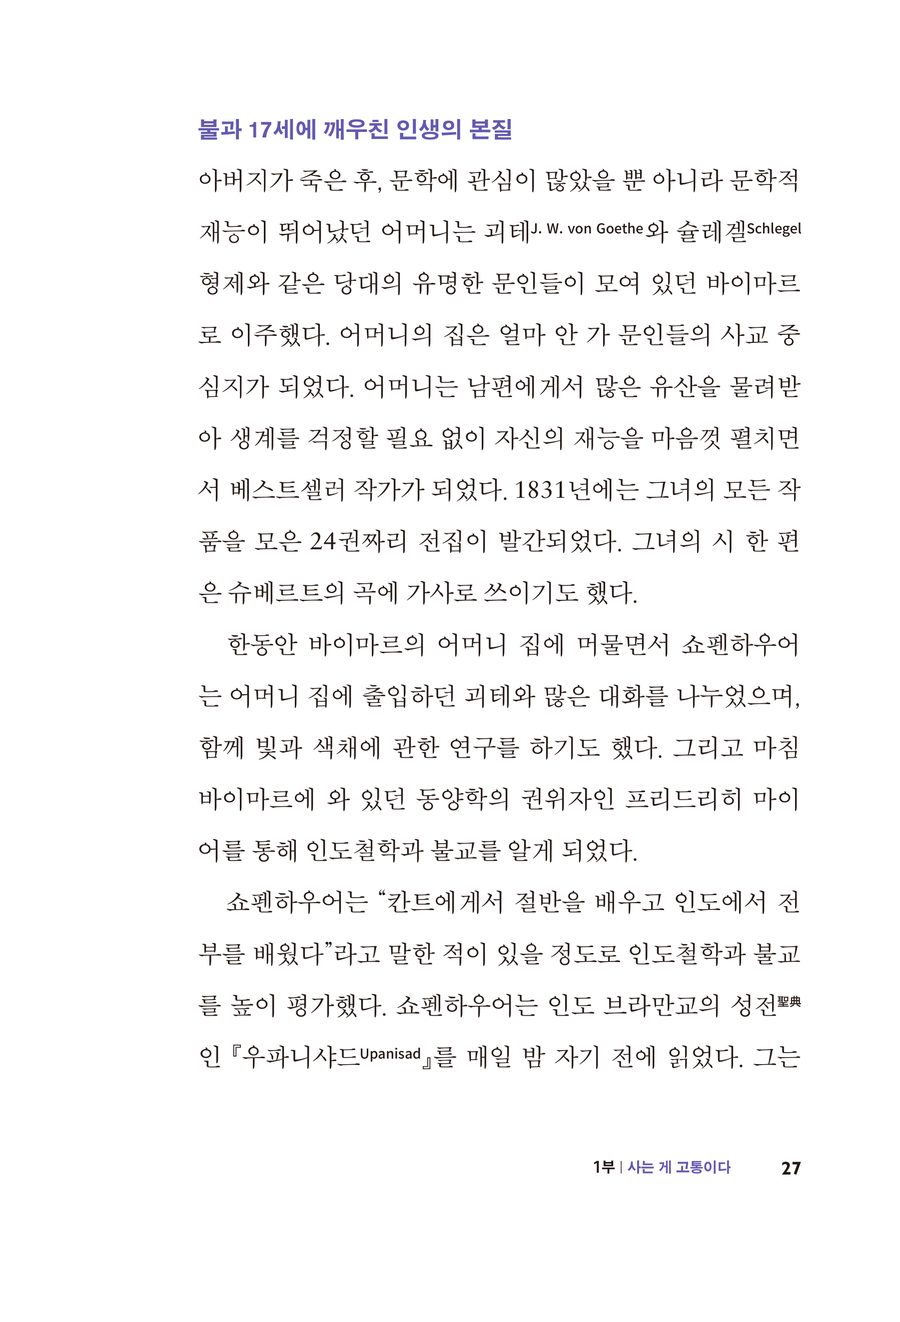 불과 17세에 깨우친 인생의 본질
아버지가 죽은 후, 문학에 관심이 많았을 뿐 아니라 문학적
재능이 뛰어났던 어머니는 괴테J. W. von Goethe와 슐레겔Schlegel
형제와 같은 당대의 유명한 문인들이 모여 있던 바이마르
로 이주했다. 어머니의 집은 얼마 안 가 문인들의 사교 중
심지가 되었다. 어머니는 남편에게서 많은 유산을 물려받
아 생계를 걱정할 필요 없이 자신의 재능을 마음껏 펼치면
서 베스트셀러 작가가 되었다. 1831년에는 그녀의 모든 작
품을 모은 24권짜리 전집이 발간되었다. 그녀의 시 한 편
은 슈베르트의 곡에 가사로 쓰이기도 했다.
한동안 바이마르의 어머니 집에 머물면서 쇼펜하우어
는 어머니 집에 출입하던 괴테와 많은 대화를 나누었으며,
함께 빛과 색채에 관한 연구를 하기도 했다. 그리고 마침
바이마르에 와 있던 동양학의 권위자인 프리드리히 마이
어를 통해 인도철학과 불교를 알게 되었다.
쇼펜하우어는 “칸트에게서 절반을 배우고 인도에서 전
부를 배웠다”라고 말한 적이 있을 정도로 인도철학과 불교
를 높이 평가했다. 쇼펜하우어는 인도 브라만교의 성전聖典
인 『우파니샤드Upanisad』를 매일 밤 자기 전에 읽었다. 그는
1부 | 사는 게 고통이다 27